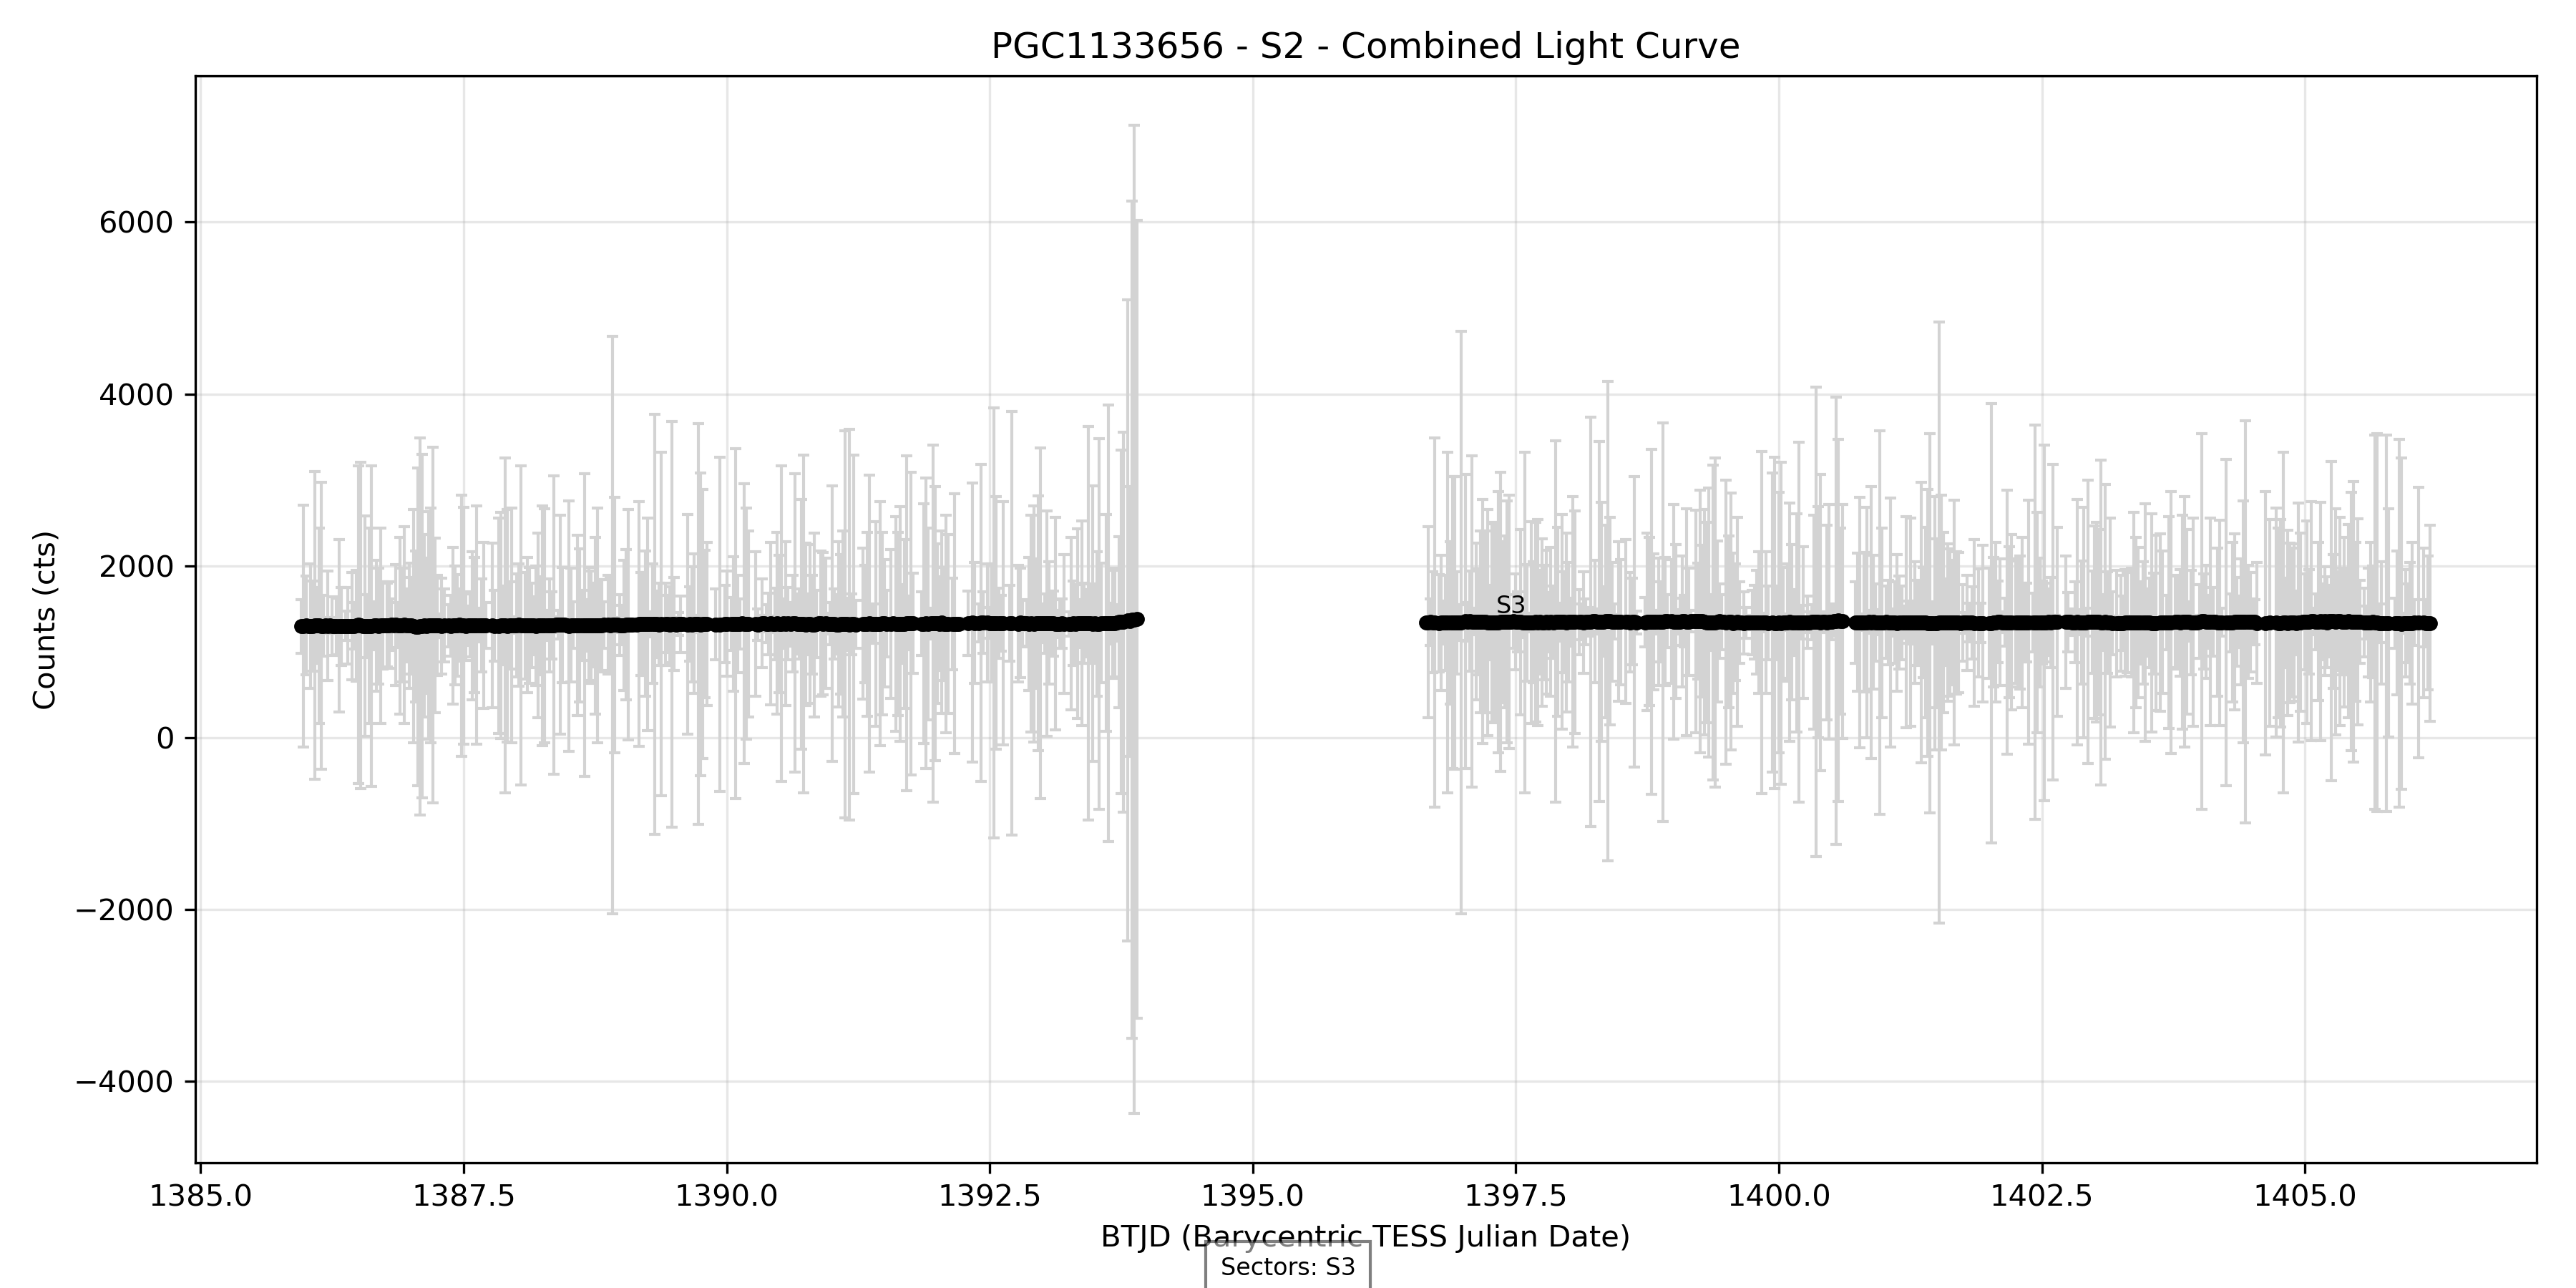 PGC1133656 - S2 - Combined Light Curve
Counts (cts)
6000
4000
2000
0
−2000
−4000
S3
1385.0 1387.5 1390.0 1392.5 1395.0 1397.5 1400.0 1402.5 1405.0
BTJD (Barycentric TESS Julian Date)
Sectors: S3